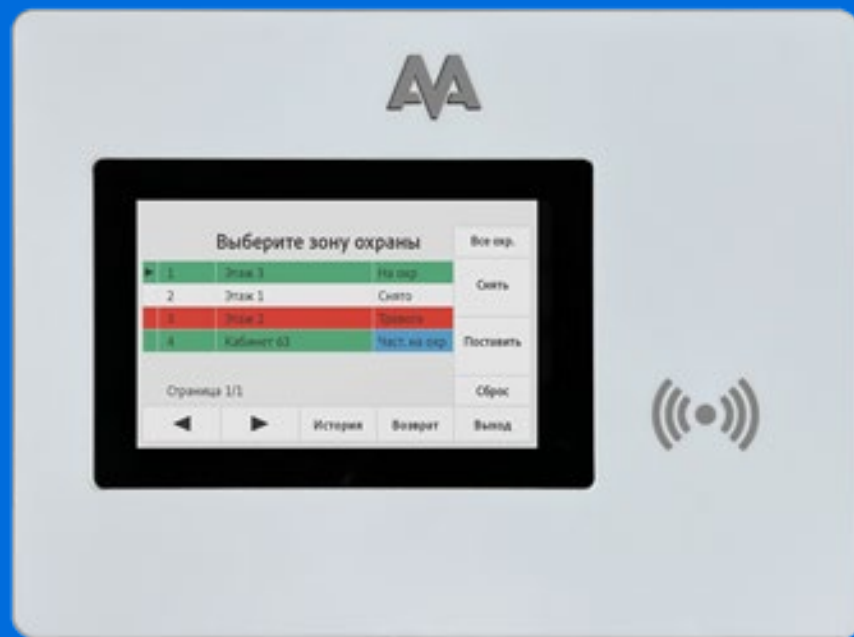 AVA
Выберите зону охраны
Все охр.
1 Этаж 3 На охр
Снять
2 Этаж 1 Снято
3 Этаж 2 Тревога
4 Кабинет 63 Част. на охр.
Поставить
Страница 1/1
Сброс
История Возврат Выход